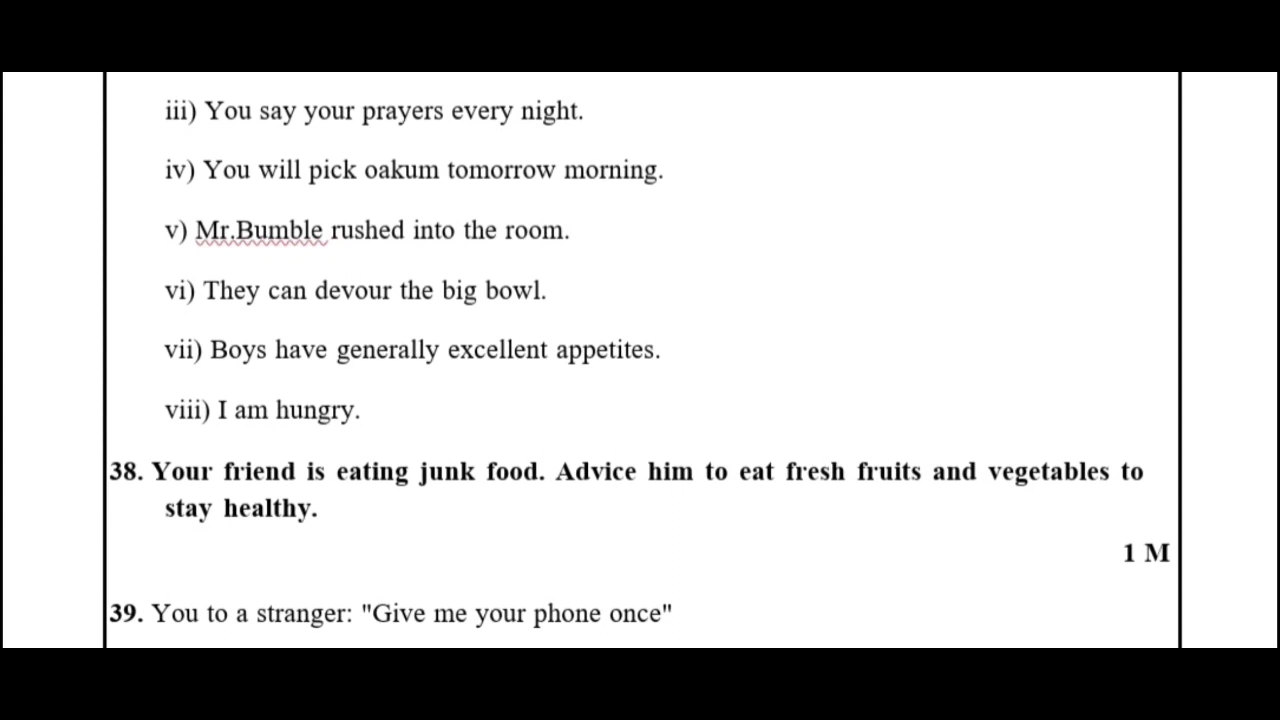 iii) You say your prayers every night.
iv) You will pick oakum tomorrow morning.
v) Mr.Bumble rushed into the room.
vi) They can devour the big bowl.
vii) Boys have generally excellent appetites.
viii) I am hungry.
38. Your friend is eating junk food. Advice him to eat fresh fruits and vegetables to
stay healthy.
1 M
39. You to a stranger: "Give me your phone once"